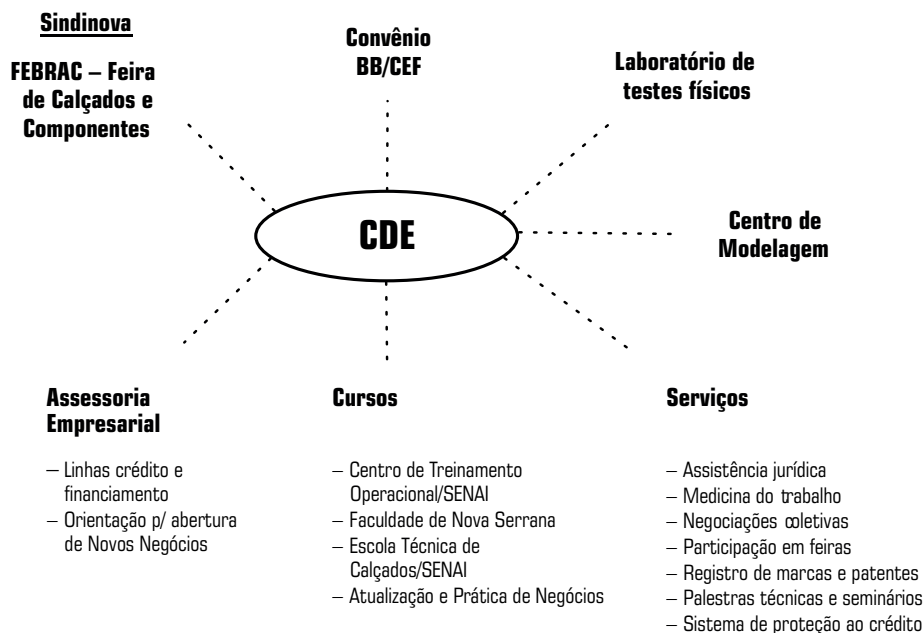 Sindinova
FEBRAC – Feira
de Calçados e
Componentes
Convênio
BB/CEF
Laboratório de
testes físicos
CDE
Centro de
Modelagem
Assessoria
Empresarial
– Linhas crédito e
financiamento
– Orientação p/ abertura
de Novos Negócios
Cursos
– Centro de Treinamento
Operacional/SENAI
– Faculdade de Nova Serrana
– Escola Técnica de
Calçados/SENAI
– Atualização e Prática de Negócios
Serviços
– Assistência jurídica
– Medicina do trabalho
– Negociações coletivas
– Participação em feiras
– Registro de marcas e patentes
– Palestras técnicas e seminários
– Sistema de proteção ao crédito